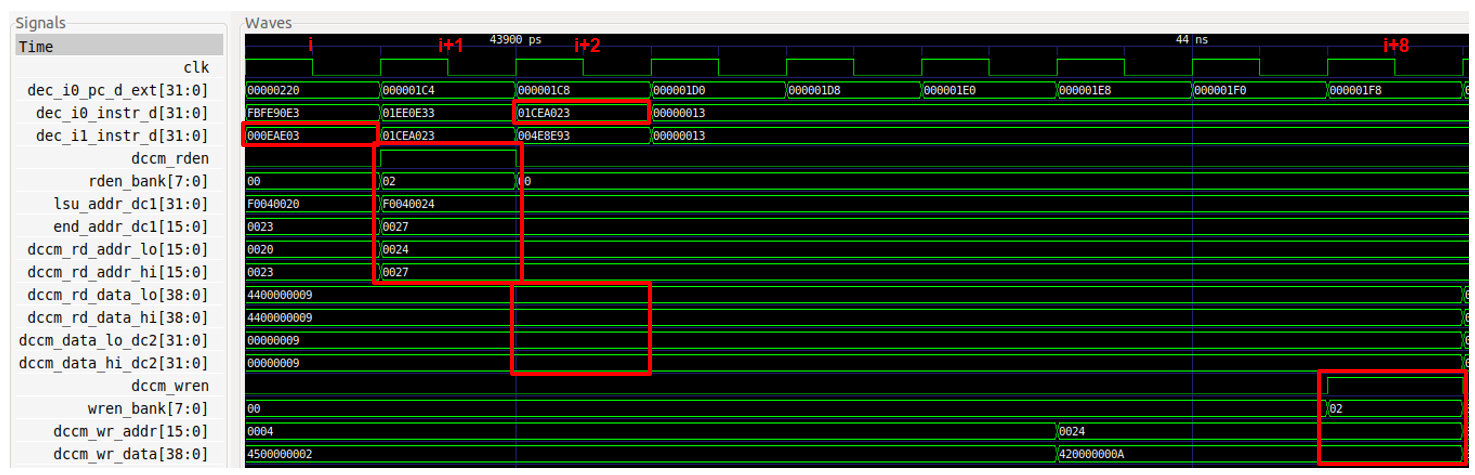 Signals
Waves
Time
i
i+1
43900 ps
i+2
44 ns
i+8
clk
dec_i0_pc_d_ext[31:0] 00000220 000001C4 000001C8 000001D0 000001D8 000001E0 000001E8 000001F0 000001F8
dec_i0_instr_d[31:0] FBFE90E3 01EE0E33 01CEA023 00000013
dec_i1_instr_d[31:0] 000EAE03 01CEA023 004E8E93 00000013
dccm_rden
rden_bank[7:0] 00 02 00
lsu_addr_dc1[31:0] F0040020 F0040024
end_addr_dc1[15:0] 0023 0027
dccm_rd_addr_lo[15:0] 0020 0024
dccm_rd_addr_hi[15:0] 0023 0027
dccm_rd_data_lo[38:0] 4400000009
dccm_rd_data_hi[38:0] 4400000009
dccm_data_lo_dc2[31:0] 00000009
dccm_data_hi_dc2[31:0] 00000009
dccm_wren
wren_bank[7:0] 00 02
dccm_wr_addr[15:0] 0004 0024
dccm_wr_data[38:0] 4500000002 420000000A